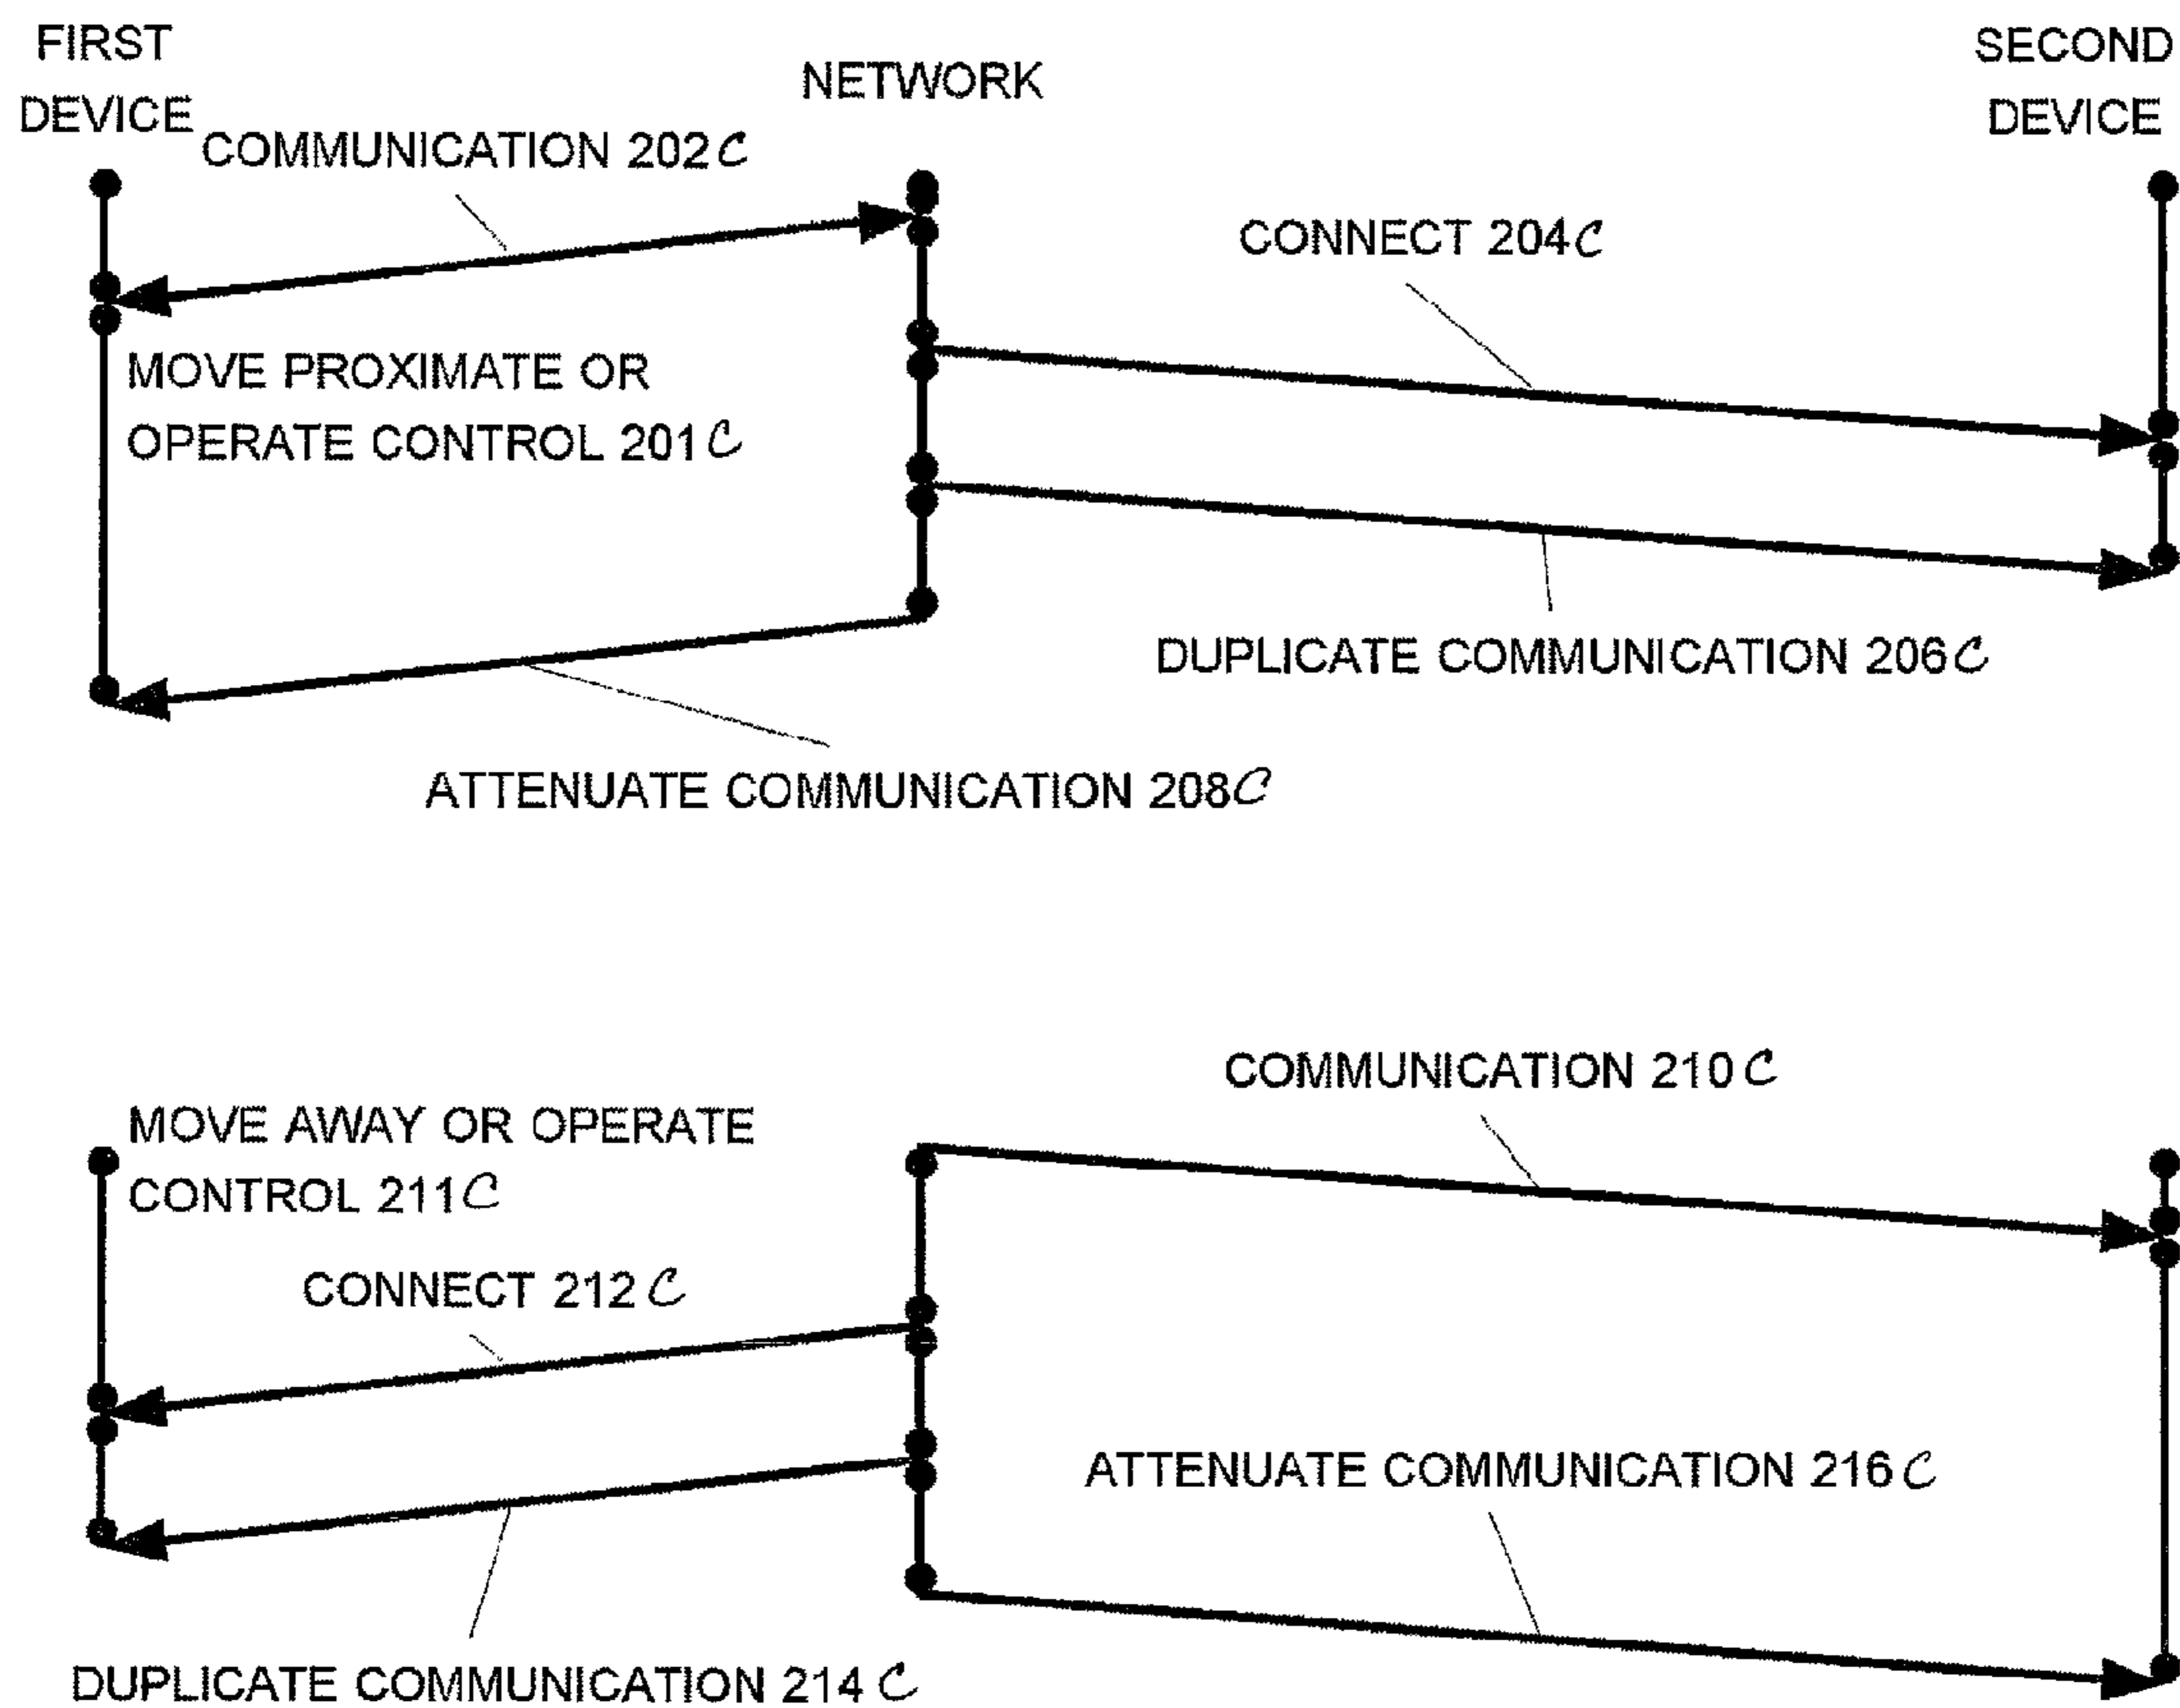 FIRST
DEVICE
NETWORK
SECOND
DEVICE
COMMUNICATION 202C
CONNECT 204C
MOVE PROXIMATE OR
OPERATE CONTROL 201C
DUPLICATE COMMUNICATION 206C
ATTENUATE COMMUNICATION 208C
COMMUNICATION 210C
MOVE AWAY OR OPERATE
CONTROL 211C
CONNECT 212C
ATTENUATE COMMUNICATION 216C
DUPLICATE COMMUNICATION 214C